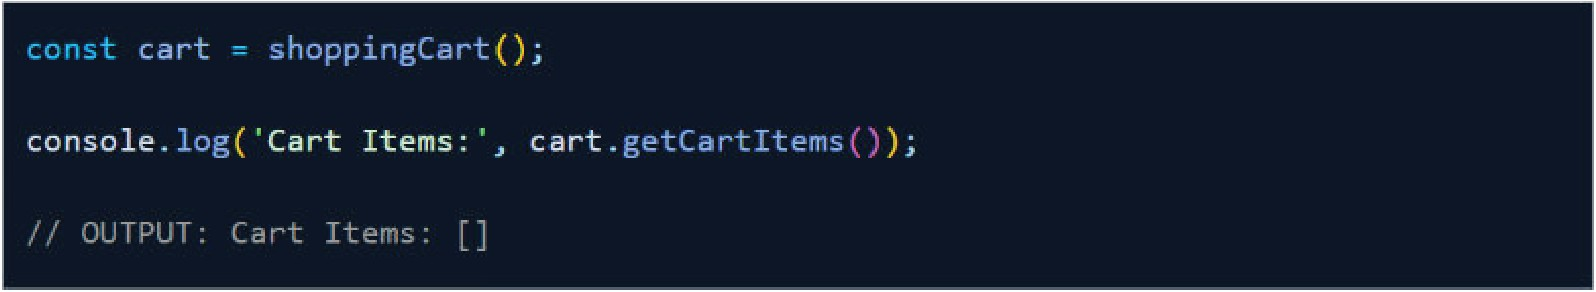 const cart = shoppingCart();
console.log('Cart Items:', cart.getCartItems());
// OUTPUT: Cart Items: []